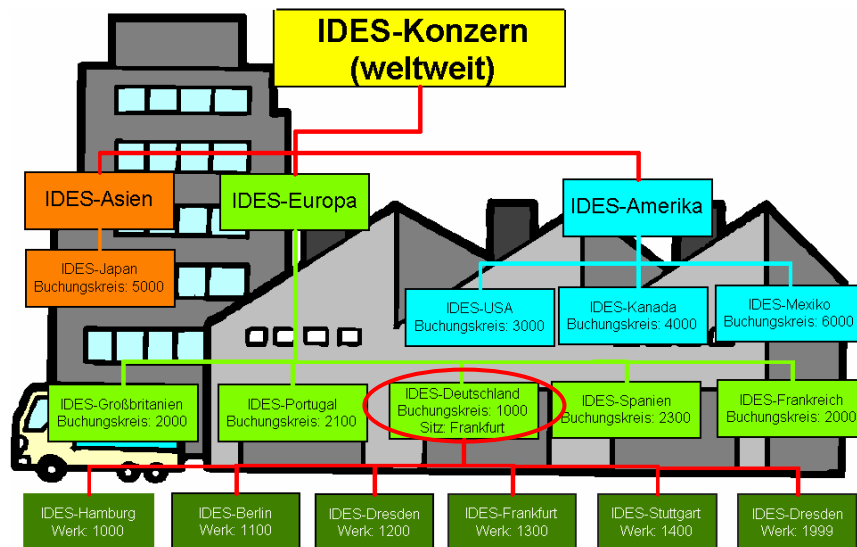 IDES-Konzern
(weltweit)
IDES-Asien
IDES-Europa
IDES-Amerika
IDES-Japan
Buchungskreis: 5000
IDES-USA
Buchungskreis: 3000
IDES-Kanada
Buchungskreis: 4000
IDES-Mexiko
Buchungskreis: 6000
IDES-Großbritanien
Buchungskreis: 2000
IDES-Portugal
Buchungskreis: 2100
IDES-Deutschland
Buchungskreis: 1000
Sitz: Frankfurt
IDES-Spanien
Buchungskreis: 2300
IDES-Frankreich
Buchungskreis: 2000
IDES-Hamburg
Werk: 1000
IDES-Berlin
Werk: 1100
IDES-Dresden
Werk: 1200
IDES-Frankfurt
Werk: 1300
IDES-Stuttgart
Werk: 1400
IDES-Dresden
Werk: 1999